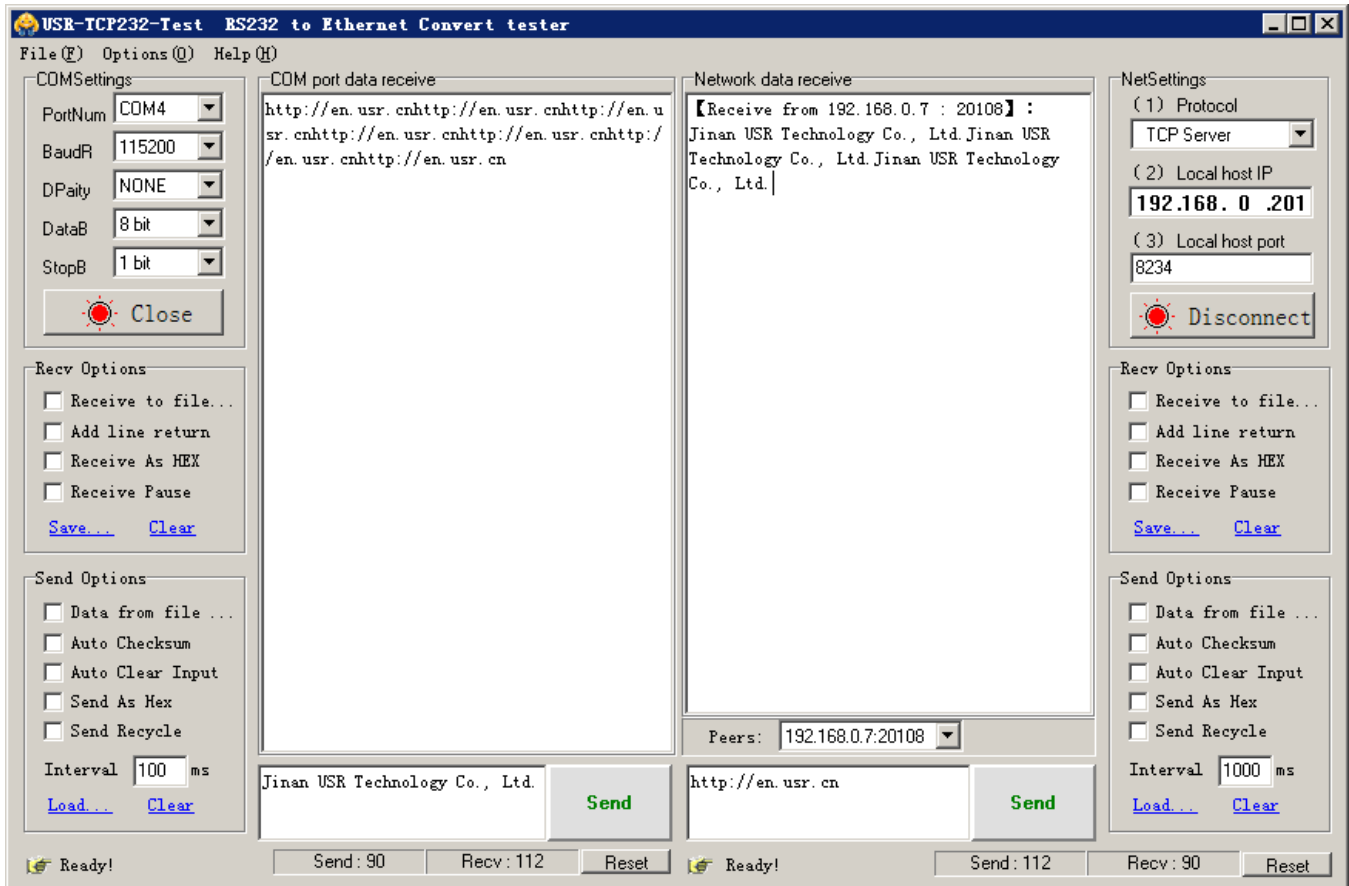 USR-TCP232-Test RS232 to Ethernet Convert tester
File(F) Options(O) Help(H)
COMSettings
PortNum COM4
BaudR 115200
DPaity NONE
DataB 8 bit
StopB 1 bit
Close
Recv Options
Receive to file...
Add line return
Receive As HEX
Receive Pause
Save... Clear
Send Options
Data from file ...
Auto Checksum
Auto Clear Input
Send As Hex
Send Recycle
Interval 100 ms
Load... Clear
Ready!
COM port data receive
http://en.usr.cnhttp://en.usr.cnhttp://en.u
sr.cnhttp://en.usr.cnhttp://en.usr.cnhttp:/
/en.usr.cnhttp://en.usr.cn
Jinan USR Technology Co., Ltd.
Send
Send : 90 Recv : 112 Reset
Network data receive
【Receive from 192.168.0.7 : 20108】：
Jinan USR Technology Co., Ltd.Jinan USR
Technology Co., Ltd.Jinan USR Technology
Co., Ltd.
Peers: 192.168.0.7:20108
http://en.usr.cn
Send
Ready!
Send : 112 Recv : 90 Reset
NetSettings
（1） Protocol
TCP Server
（2） Local host IP
192.168. 0 .201
（3） Local host port
8234
Disconnect
Recv Options
Receive to file...
Add line return
Receive As HEX
Receive Pause
Save... Clear
Send Options
Data from file ...
Auto Checksum
Auto Clear Input
Send As Hex
Send Recycle
Interval 1000 ms
Load... Clear